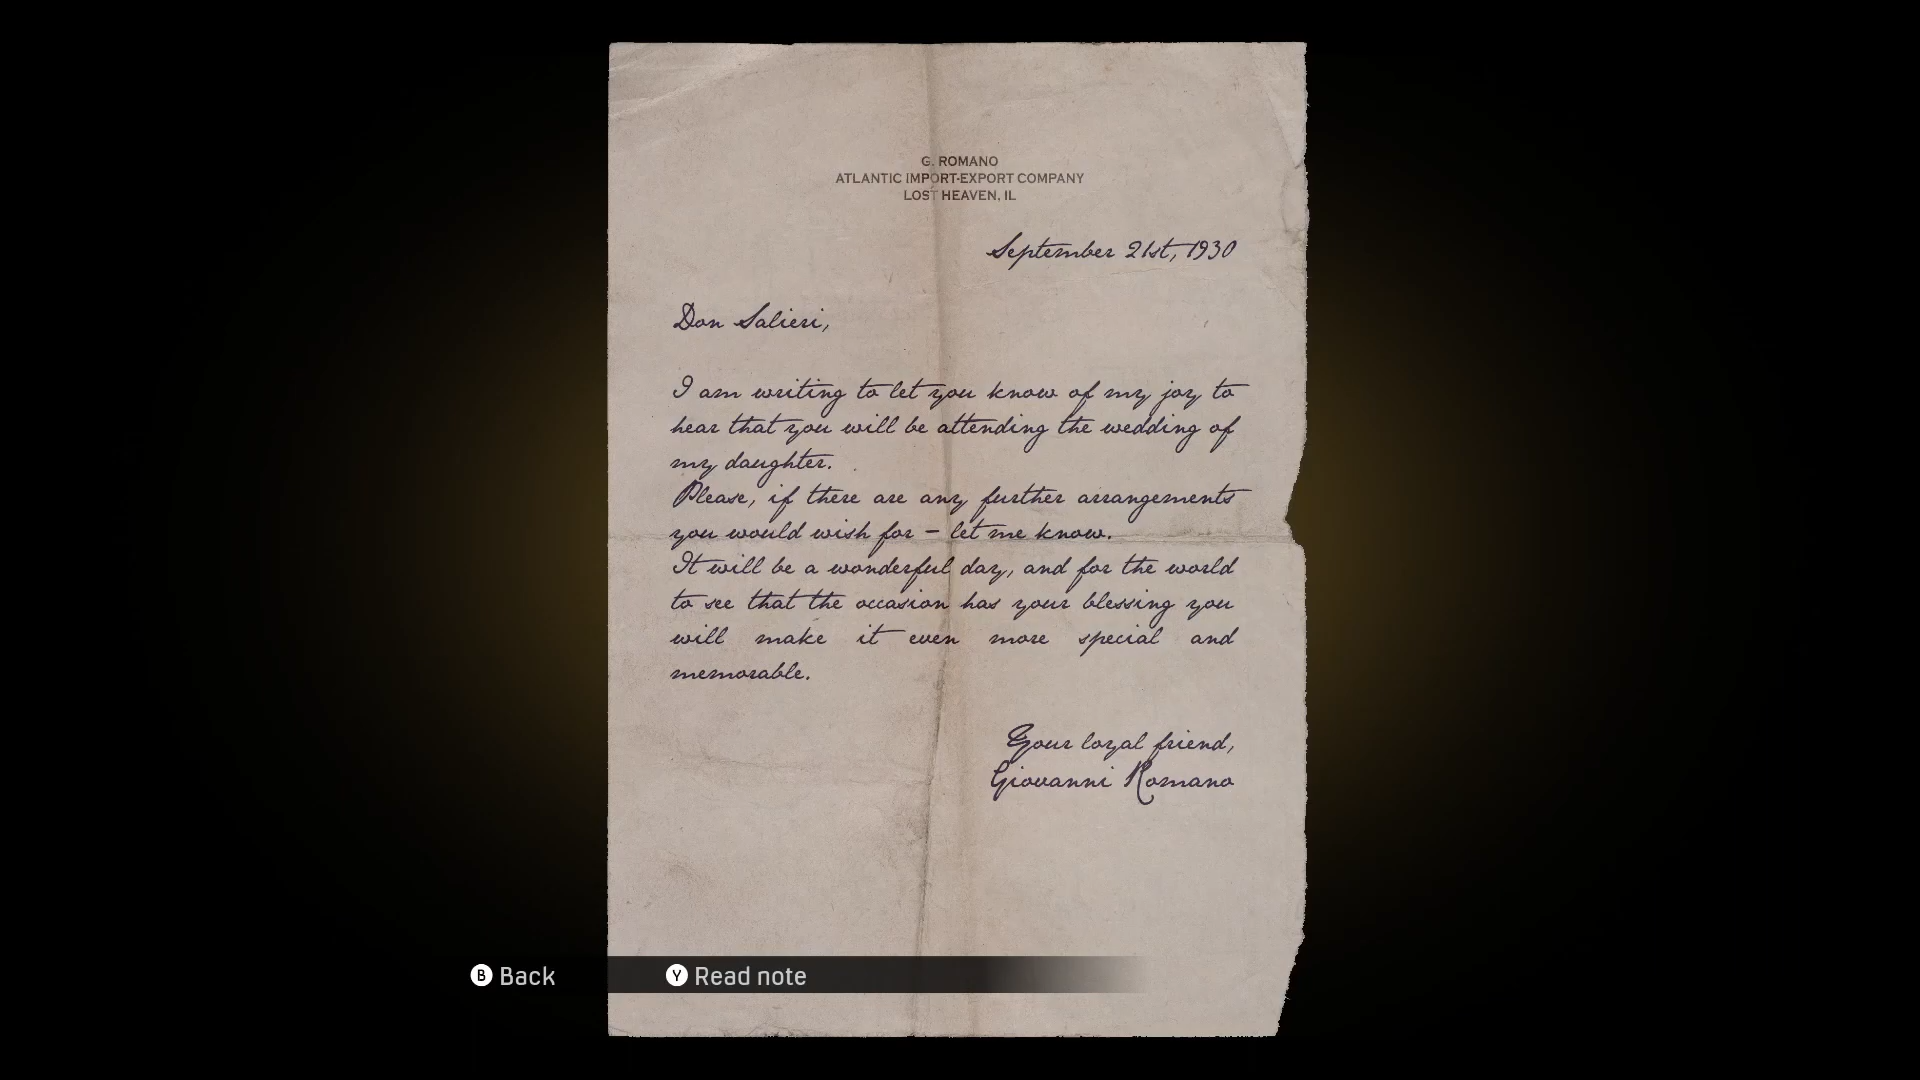 G. ROMANO
ATLANTIC IMPORT-EXPORT COMPANY
LOST HEAVEN, IL
September 21st, 1930
Don Salieri,
I am writing to let you know of my joy to
hear that you will be attending the wedding of
my daughter.
Please, if there are any further arrangements
you would wish for – let me know.
It will be a wonderful day, and for the world
to see that the occasion has your blessing you
will make it even more special and
memorable.
Your loyal friend,
Giovanni Romano
B Back Y Read note